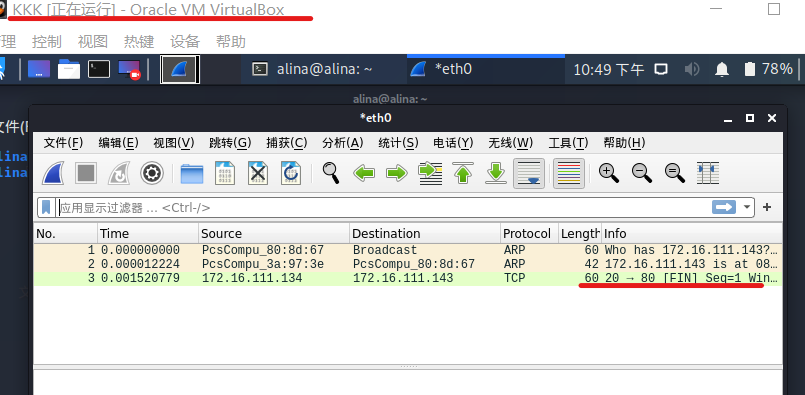 KKK [正在运行] - Oracle VM VirtualBox
管理 控制 视图 热键 设备 帮助
alina@alina: ~ *eth0 10:49 下午 78%
alina@alina: ~
*eth0
文件(F) 编辑(E) 视图(V) 跳转(G) 捕获(C) 分析(A) 统计(S) 电话(Y) 无线(W) 工具(T) 帮助(H)
应用显示过滤器 … <Ctrl-/>
No. Time Source Destination Protocol Length Info
1 0.000000000 PcsCompu_80:8d:67 Broadcast ARP 60 Who has 172.16.111.143?…
2 0.000012224 PcsCompu_3a:97:3e PcsCompu_80:8d:67 ARP 42 172.16.111.143 is at 08…
3 0.001520779 172.16.111.134 172.16.111.143 TCP 60 20 → 80 [FIN] Seq=1 Win…